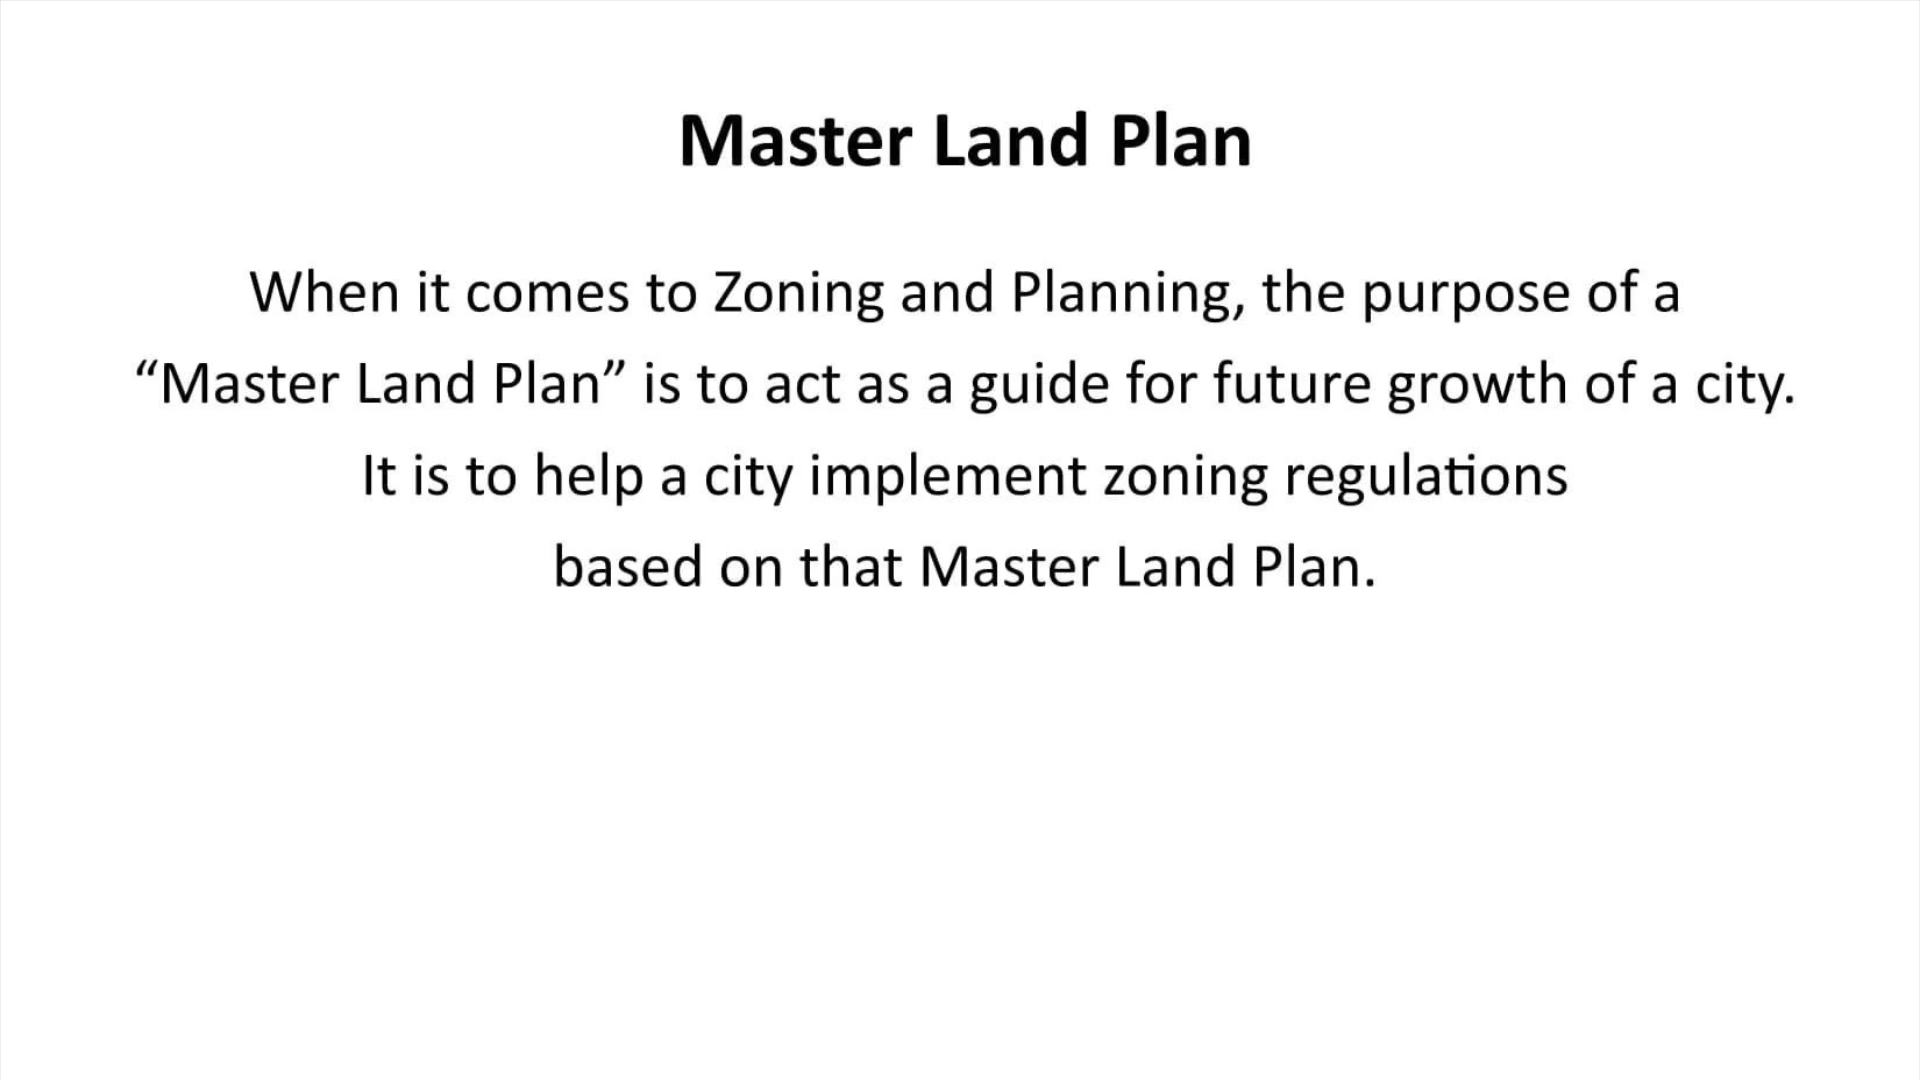 Master Land Plan
When it comes to Zoning and Planning, the purpose of a
“Master Land Plan” is to act as a guide for future growth of a city.
It is to help a city implement zoning regulations
based on that Master Land Plan.